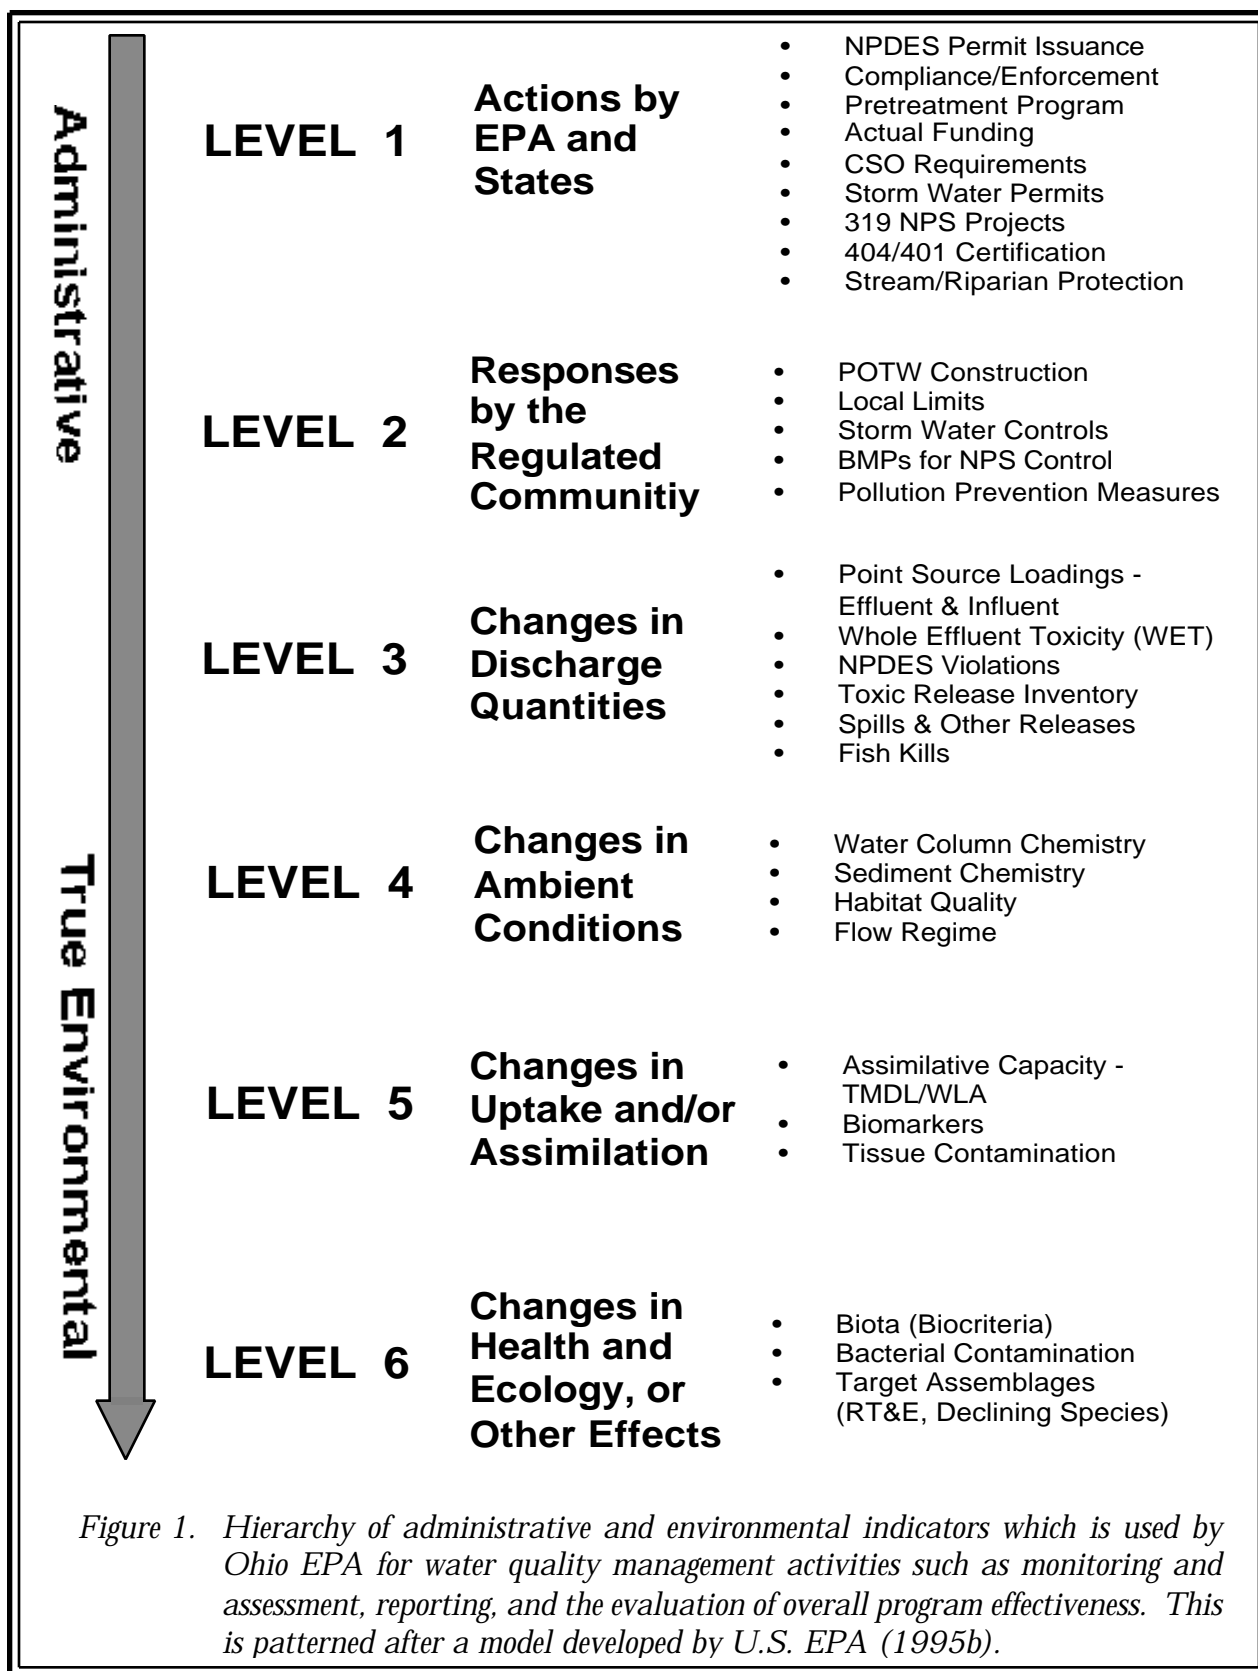 Administrative
True Environmental
LEVEL 1
Actions by
EPA and
States
• NPDES Permit Issuance
• Compliance/Enforcement
• Pretreatment Program
• Actual Funding
• CSO Requirements
• Storm Water Permits
• 319 NPS Projects
• 404/401 Certification
• Stream/Riparian Protection
LEVEL 2
Responses
by the
Regulated
Communitiy
• POTW Construction
• Local Limits
• Storm Water Controls
• BMPs for NPS Control
• Pollution Prevention Measures
LEVEL 3
Changes in
Discharge
Quantities
• Point Source Loadings -
Effluent & Influent
• Whole Effluent Toxicity (WET)
• NPDES Violations
• Toxic Release Inventory
• Spills & Other Releases
• Fish Kills
LEVEL 4
Changes in
Ambient
Conditions
• Water Column Chemistry
• Sediment Chemistry
• Habitat Quality
• Flow Regime
LEVEL 5
Changes in
Uptake and/or
Assimilation
• Assimilative Capacity -
TMDL/WLA
• Biomarkers
• Tissue Contamination
LEVEL 6
Changes in
Health and
Ecology, or
Other Effects
• Biota (Biocriteria)
• Bacterial Contamination
• Target Assemblages
(RT&E, Declining Species)
Figure 1. Hierarchy of administrative and environmental indicators which is used by
Ohio EPA for water quality management activities such as monitoring and
assessment, reporting, and the evaluation of overall program effectiveness. This
is patterned after a model developed by U.S. EPA (1995b).